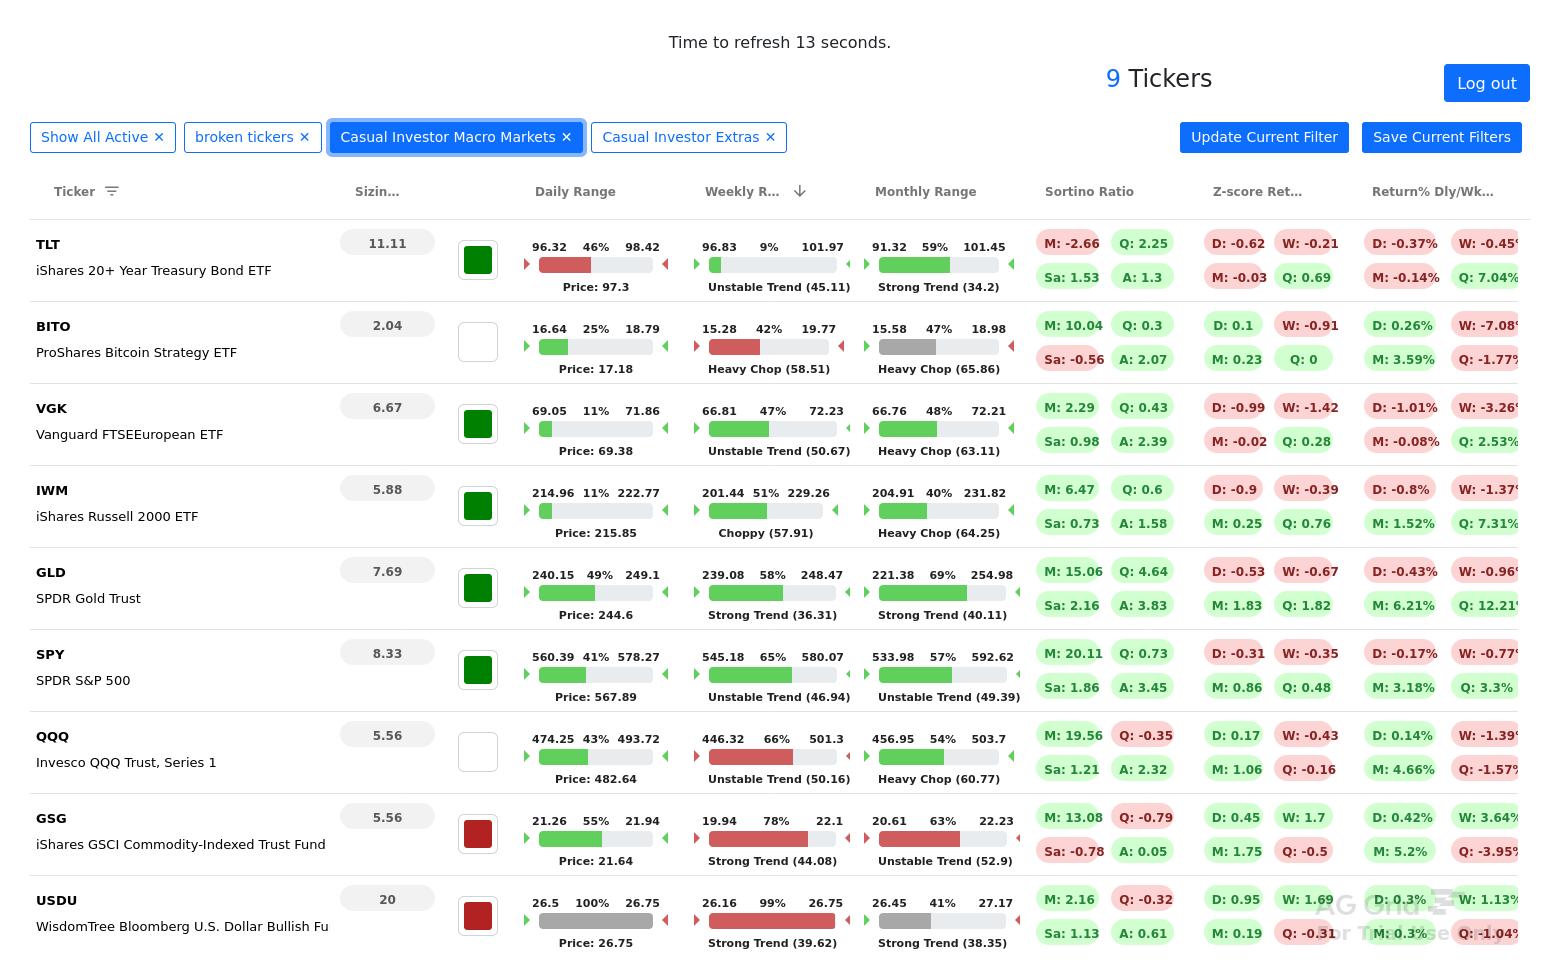 Time to refresh 13 seconds.
9 Tickers
Log out
Show All Active ✕ broken tickers ✕ Casual Investor Macro Markets ✕ Casual Investor Extras ✕ Update Current Filter Save Current Filters
Ticker Sizin... Daily Range Weekly R... Monthly Range Sortino Ratio Z-score Ret... Return% Dly/Wk...
TLT 11.11 96.32 46% 98.42 96.83 9% 101.97 91.32 59% 101.45 M: -2.66 Q: 2.25 D: -0.62 W: -0.21 D: -0.37% W: -0.45%
iShares 20+ Year Treasury Bond ETF Price: 97.3 Unstable Trend (45.11) Strong Trend (34.2) Sa: 1.53 A: 1.3 M: -0.03 Q: 0.69 M: -0.14% Q: 7.04%
BITO 2.04 16.64 25% 18.79 15.28 42% 19.77 15.58 47% 18.98 M: 10.04 Q: 0.3 D: 0.1 W: -0.91 D: 0.26% W: -7.08%
ProShares Bitcoin Strategy ETF Price: 17.18 Heavy Chop (58.51) Heavy Chop (65.86) Sa: -0.56 A: 2.07 M: 0.23 Q: 0 M: 3.59% Q: -1.77%
VGK 6.67 69.05 11% 71.86 66.81 47% 72.23 66.76 48% 72.21 M: 2.29 Q: 0.43 D: -0.99 W: -1.42 D: -1.01% W: -3.26%
Vanguard FTSEEuropean ETF Price: 69.38 Unstable Trend (50.67) Heavy Chop (63.11) Sa: 0.98 A: 2.39 M: -0.02 Q: 0.28 M: -0.08% Q: 2.53%
IWM 5.88 214.96 11% 222.77 201.44 51% 229.26 204.91 40% 231.82 M: 6.47 Q: 0.6 D: -0.9 W: -0.39 D: -0.8% W: -1.37%
iShares Russell 2000 ETF Price: 215.85 Choppy (57.91) Heavy Chop (64.25) Sa: 0.73 A: 1.58 M: 0.25 Q: 0.76 M: 1.52% Q: 7.31%
GLD 7.69 240.15 49% 249.1 239.08 58% 248.47 221.38 69% 254.98 M: 15.06 Q: 4.64 D: -0.53 W: -0.67 D: -0.43% W: -0.96%
SPDR Gold Trust Price: 244.6 Strong Trend (36.31) Strong Trend (40.11) Sa: 2.16 A: 3.83 M: 1.83 Q: 1.82 M: 6.21% Q: 12.21%
SPY 8.33 560.39 41% 578.27 545.18 65% 580.07 533.98 57% 592.62 M: 20.11 Q: 0.73 D: -0.31 W: -0.35 D: -0.17% W: -0.77%
SPDR S&P 500 Price: 567.89 Unstable Trend (46.94) Unstable Trend (49.39) Sa: 1.86 A: 3.45 M: 0.86 Q: 0.48 M: 3.18% Q: 3.3%
QQQ 5.56 474.25 43% 493.72 446.32 66% 501.3 456.95 54% 503.7 M: 19.56 Q: -0.35 D: 0.17 W: -0.43 D: 0.14% W: -1.39%
Invesco QQQ Trust, Series 1 Price: 482.64 Unstable Trend (50.16) Heavy Chop (60.77) Sa: 1.21 A: 2.32 M: 1.06 Q: -0.16 M: 4.66% Q: -1.57%
GSG 5.56 21.26 55% 21.94 19.94 78% 22.1 20.61 63% 22.23 M: 13.08 Q: -0.79 D: 0.45 W: 1.7 D: 0.42% W: 3.64%
iShares GSCI Commodity-Indexed Trust Fund Price: 21.64 Strong Trend (44.08) Unstable Trend (52.9) Sa: -0.78 A: 0.05 M: 1.75 Q: -0.5 M: 5.2% Q: -3.95%
USDU 20 26.5 100% 26.75 26.16 99% 26.75 26.45 41% 27.17 M: 2.16 Q: -0.32 D: 0.95 W: 1.69 D: 0.3% W: 1.13%
WisdomTree Bloomberg U.S. Dollar Bullish Fu Price: 26.75 Strong Trend (39.62) Strong Trend (38.35) Sa: 1.13 A: 0.61 M: 0.19 Q: -0.31 M: 0.3% Q: -1.04%
AG Grid
For Trial Use Only